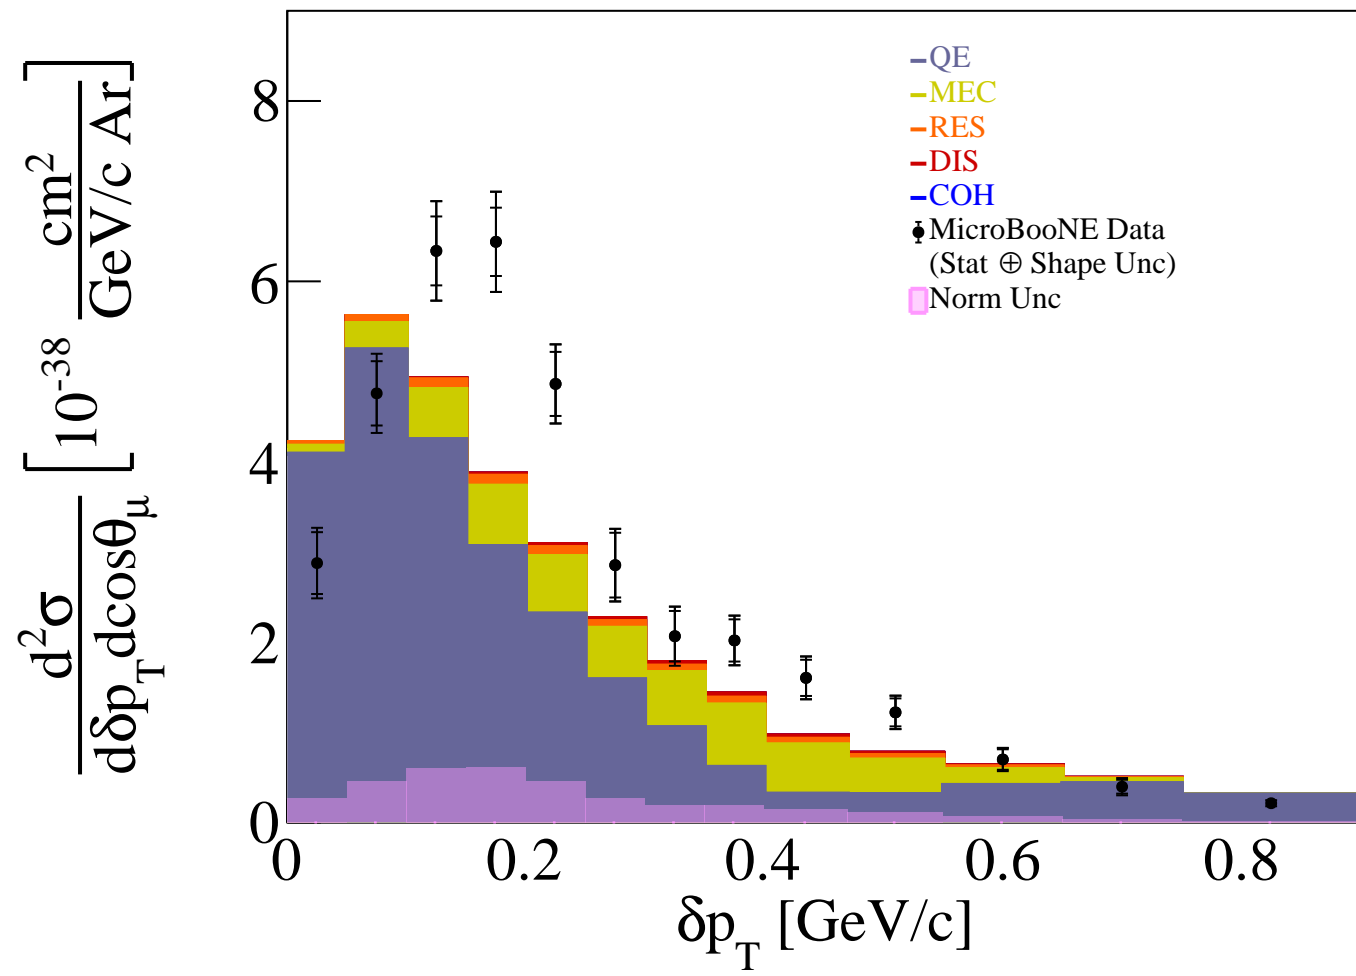 d²σ / dδp_T dcosθ_μ [10⁻³⁸ cm² / GeV/c Ar]
8
6
4
2
0
QE
MEC
RES
DIS
COH
MicroBooNE Data
(Stat ⊕ Shape Unc)
Norm Unc
0 0.2 0.4 0.6 0.8
δp_T [GeV/c]